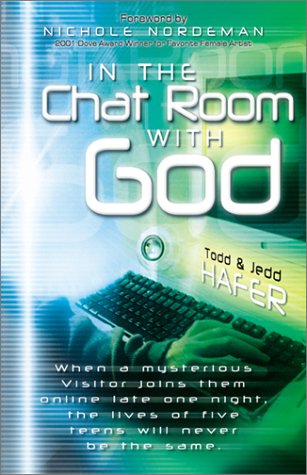 Foreword by
NICHOLE NORDEMAN
2001 Dove Award Winner for Favorite Female Artist
IN THE
Chat Room
WITH
God
Todd & Jedd
HAFER
When a mysterious
Visitor joins them
online late one night,
the lives of five
teens will never
be the same.